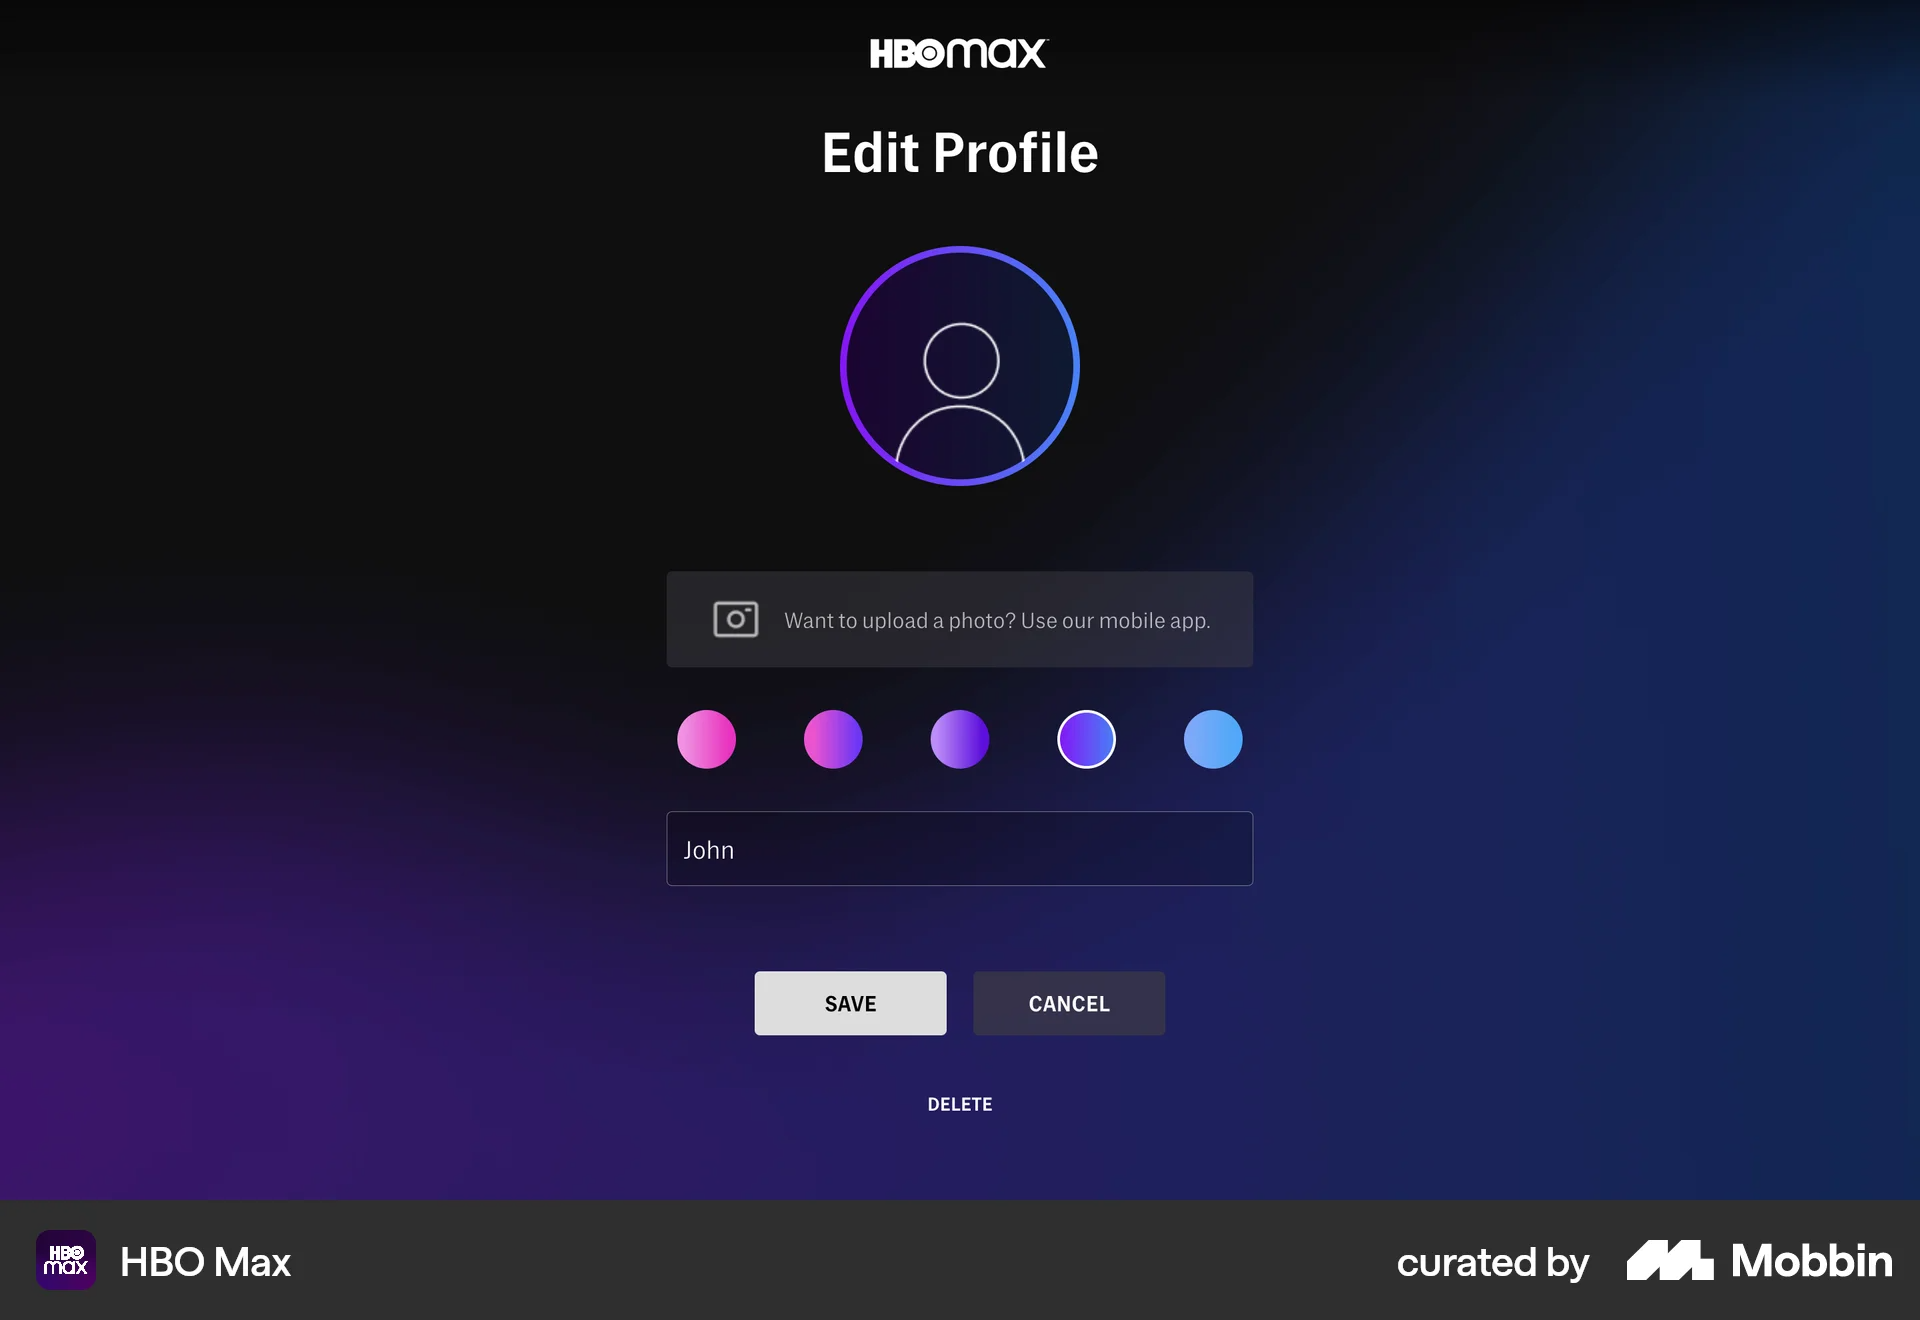 HBOmax
Edit Profile
Want to upload a photo? Use our mobile app.
John
SAVE
CANCEL
DELETE
HBO
max
HBO Max
curated by
Mobbin